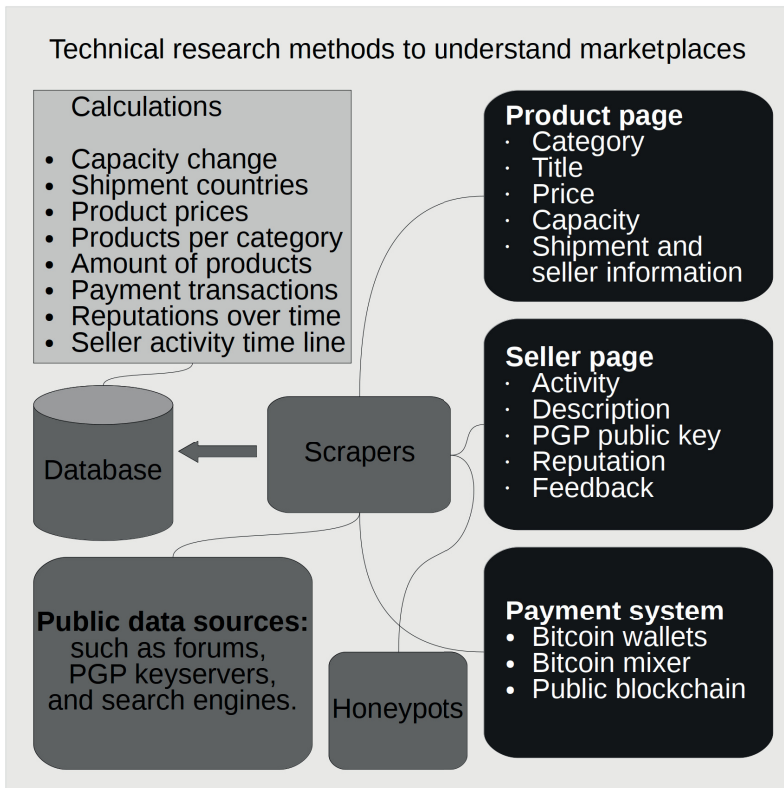 Technical research methods to understand marketplaces
Calculations
• Capacity change
• Shipment countries
• Product prices
• Products per category
• Amount of products
• Payment transactions
• Reputations over time
• Seller activity time line
Product page
· Category
· Title
· Price
· Capacity
· Shipment and
seller information
Seller page
· Activity
· Description
· PGP public key
· Reputation
· Feedback
Database
Scrapers
Public data sources:
such as forums,
PGP keyservers,
and search engines.
Honeypots
Payment system
• Bitcoin wallets
• Bitcoin mixer
• Public blockchain